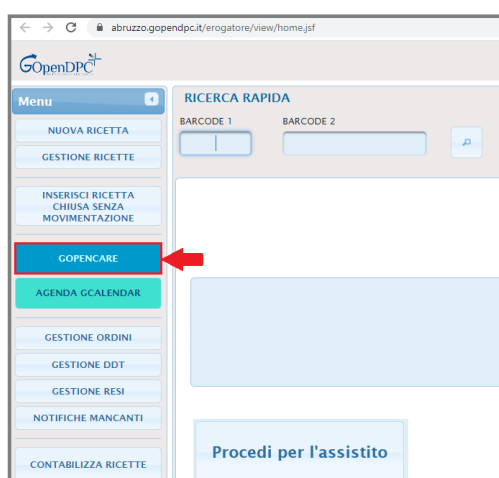 abruzzo.gopendpc.it/erogatore/view/home.jsf
GOpenDPC
Menu
RICERCA RAPIDA
BARCODE 1
BARCODE 2
NUOVA RICETTA
GESTIONE RICETTE
INSERISCI RICETTA
CHIUSA SENZA
MOVIMENTAZIONE
GOPENCARE
AGENDA GCALENDAR
GESTIONE ORDINI
GESTIONE DDT
GESTIONE RESI
NOTIFICHE MANCANTI
Procedi per l'assistito
CONTABILIZZA RICETTE